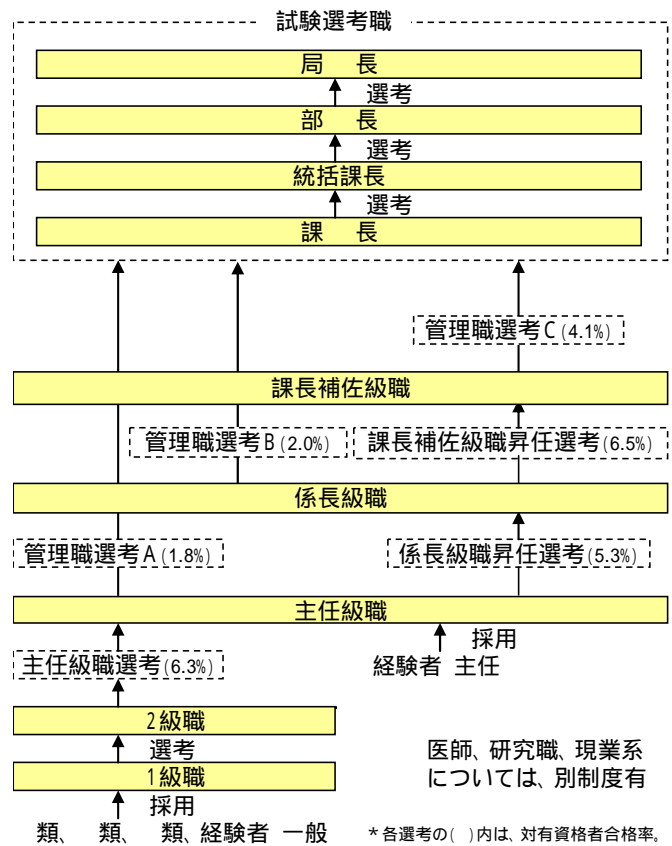 試験選考職
局　長
選考
部　長
選考
統括課長
選考
課　長
管理職選考C(4.1%)
課長補佐級職
管理職選考B(2.0%)
課長補佐級職昇任選考(6.5%)
係長級職
管理職選考A(1.8%)
係長級職昇任選考(5.3%)
主任級職
採用
経験者 主任
主任級職選考(6.3%)
2級職
選考
1級職
採用
類、　類、　類、経験者 一般
医師、研究職、現業系
については、別制度有
*各選考の(　)内は、対有資格者合格率。